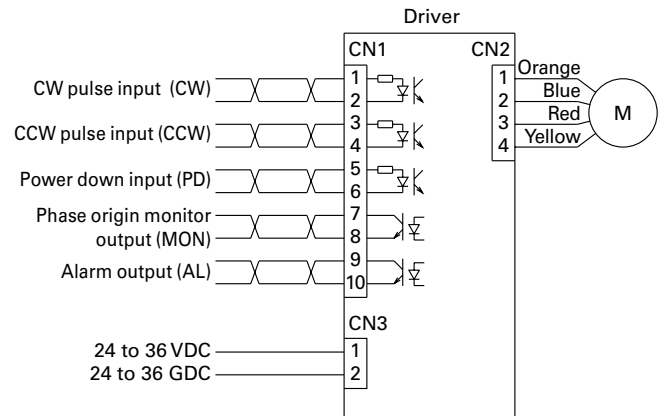 Driver
CN1
CN2
CW pulse input (CW)
1
2
CCW pulse input (CCW)
3
4
Power down input (PD)
5
6
Phase origin monitor
output (MON)
7
8
Alarm output (AL)
9
10
1
2
3
4
Orange
Blue
Red
Yellow
M
CN3
24 to 36 VDC
1
24 to 36 GDC
2